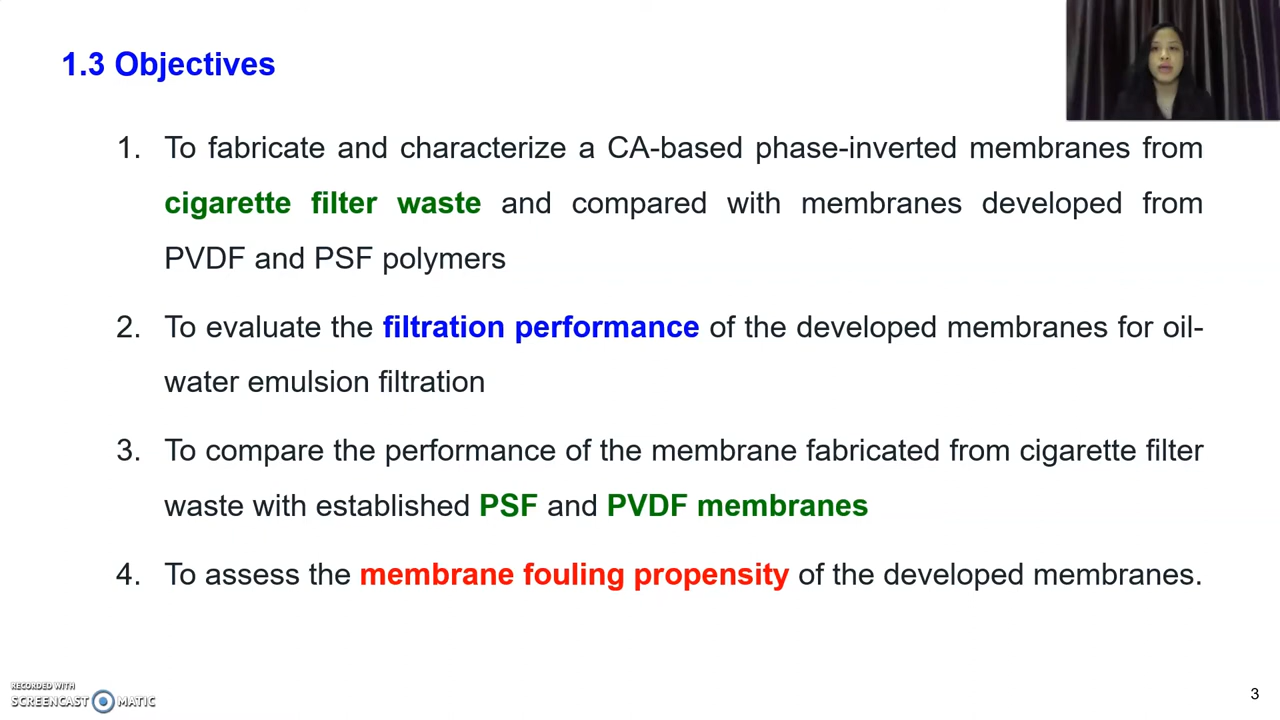 1.3 Objectives
1. To fabricate and characterize a CA-based phase-inverted membranes from
cigarette filter waste and compared with membranes developed from
PVDF and PSF polymers
2. To evaluate the filtration performance of the developed membranes for oil-
water emulsion filtration
3. To compare the performance of the membrane fabricated from cigarette filter
waste with established PSF and PVDF membranes
4. To assess the membrane fouling propensity of the developed membranes.
RECORDED WITH
SCREENCAST MATIC
3